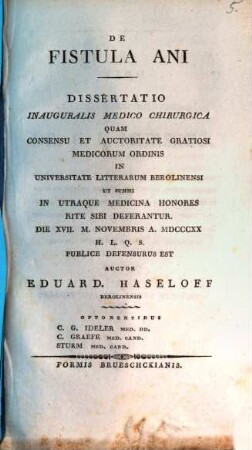 5.
DE
FISTULA ANI
DISSERTATIO
INAUGURALIS MEDICO CHIRURGICA
QUAM
CONSENSU ET AUCTORITATE GRATIOSI
MEDICORUM ORDINIS
IN
UNIVERSITATE LITTERARUM BEROLINENSI
UT SUMMI
IN UTRAQUE MEDICINA HONORES
RITE SIBI DEFERANTUR
DIE XVII. M. NOVEMBRIS A. MDCCCXX
H. L. Q. S.
PUBLICE DEFENSURUS EST
AUCTOR
EDUARD. HASELOFF
BEROLINENSIS
OPPONENTIBUS
C. G. IDELER MED. DD.
C. GRAEFE MED. CAND.
STURM MED. CAND.
FORMIS BRUESCHCKIANIS.